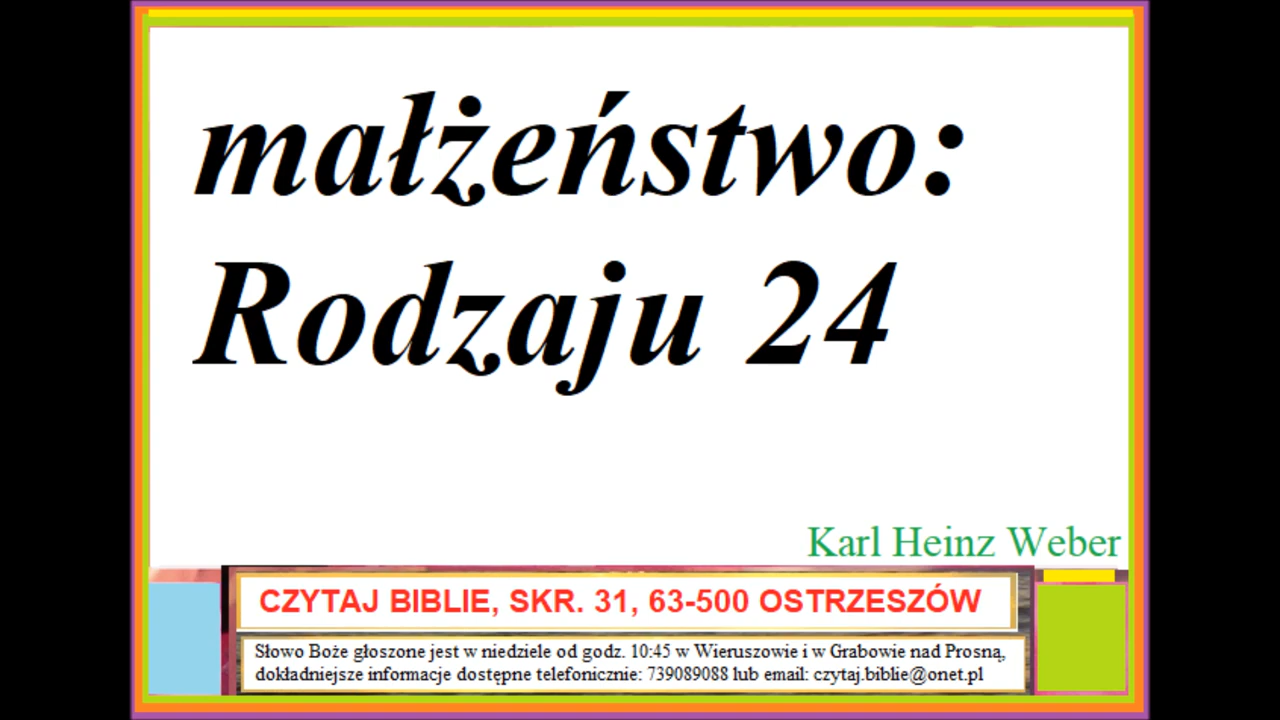 małżeństwo:
Rodzaju 24
Karl Heinz Weber
CZYTAJ BIBLIE, SKR. 31, 63-500 OSTRZESZÓW
Słowo Boże głoszone jest w niedziele od godz. 10:45 w Wieruszowie i w Grabowie nad Prosną,
dokładniejsze informacje dostępne telefonicznie: 739089088 lub email: czytaj.biblie@onet.pl